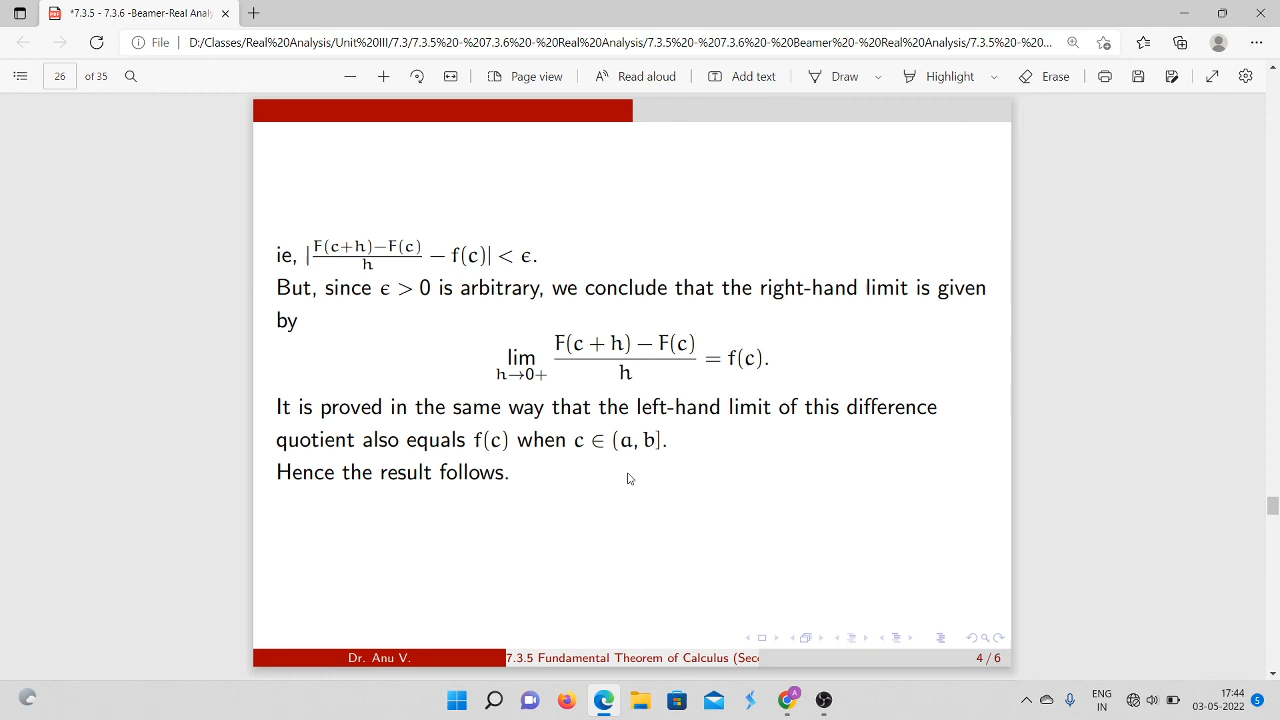 *7.3.5 - 7.3.6 -Beamer-Real Anal
File | D:/Classes/Real%20Analysis/Unit%20III/7.3/7.3.5%20-%207.3.6%20-%20Real%20Analysis/7.3.5%20-%207.3.6%20-%20Beamer%20-%20Real%20Analysis/7.3.5%20-%20...
26 of 35 Page view Read aloud Add text Draw Highlight Erase
ie, |F(c+h)−F(c)/h − f(c)| < ϵ.
But, since ϵ > 0 is arbitrary, we conclude that the right-hand limit is given
by
lim h→0+ F(c + h) − F(c)/h = f(c).
It is proved in the same way that the left-hand limit of this difference
quotient also equals f(c) when c ∈ (a, b].
Hence the result follows.
Dr. Anu V. 7.3.5 Fundamental Theorem of Calculus (Seco 4 / 6
ENG 17:44
IN 03-05-2022 5